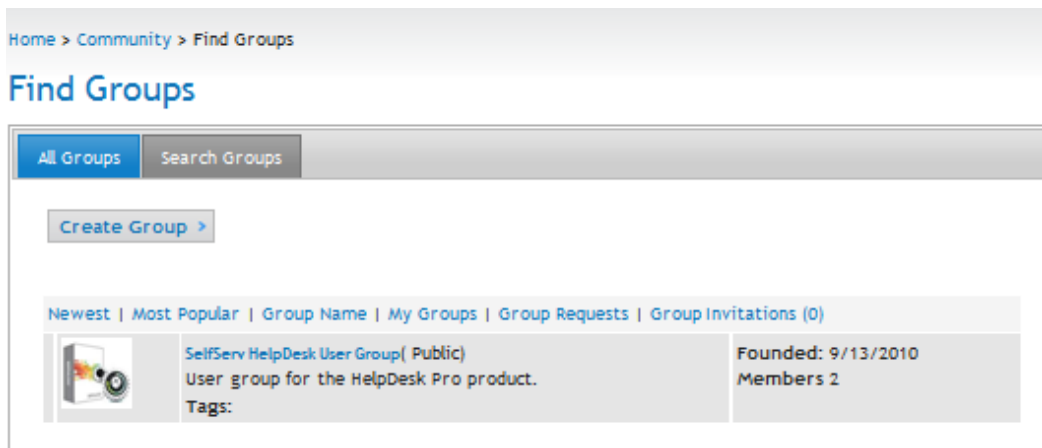 Home > Community > Find Groups
Find Groups
All Groups
Search Groups
Create Group >
Newest | Most Popular | Group Name | My Groups | Group Requests | Group Invitations (0)
SelfServ HelpDesk User Group( Public)
User group for the HelpDesk Pro product.
Tags:
Founded: 9/13/2010
Members 2